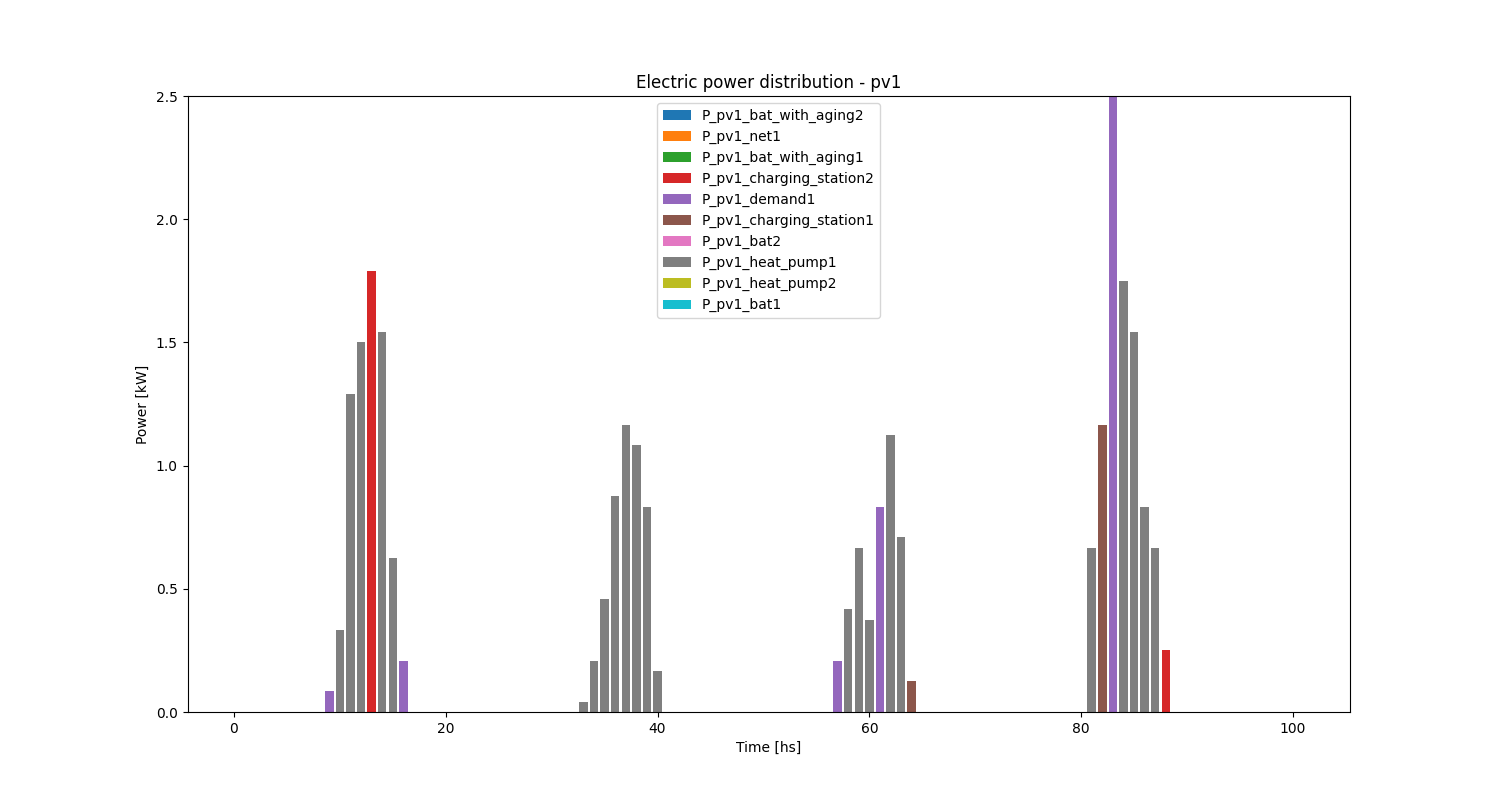 Electric power distribution - pv1
2.5
2.0
1.5
1.0
0.5
0.0
Power [kW]
P_pv1_bat_with_aging2
P_pv1_net1
P_pv1_bat_with_aging1
P_pv1_charging_station2
P_pv1_demand1
P_pv1_charging_station1
P_pv1_bat2
P_pv1_heat_pump1
P_pv1_heat_pump2
P_pv1_bat1
0 20 40 60 80 100
Time [hs]